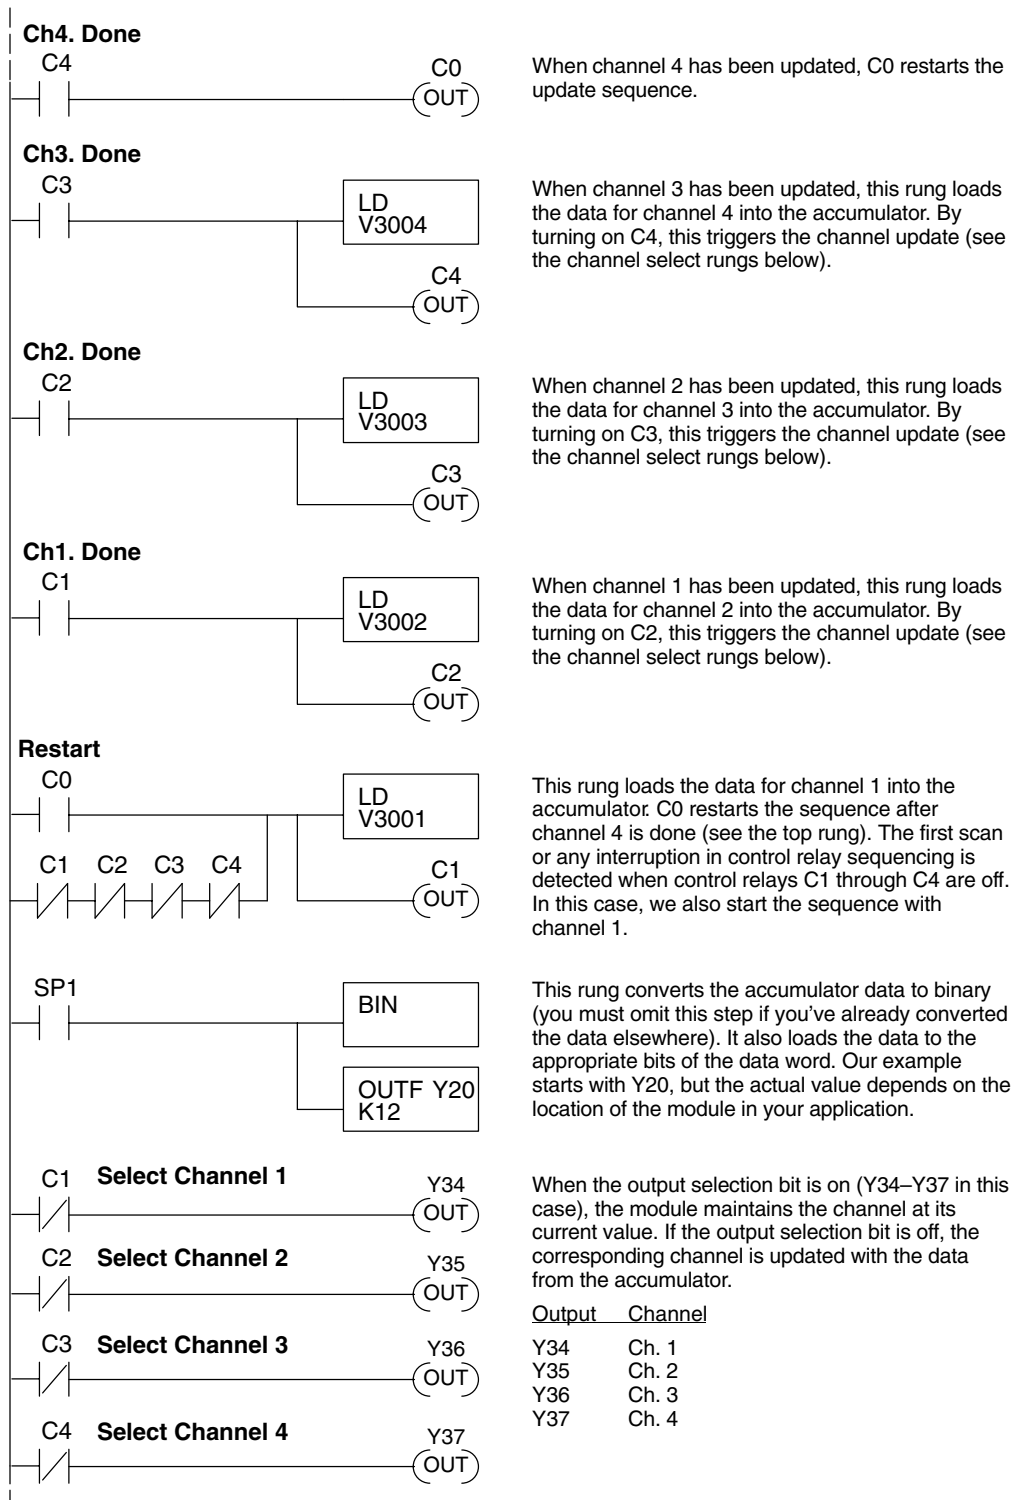 Ch4. Done
C4
C0
OUT
When channel 4 has been updated, C0 restarts the
update sequence.
Ch3. Done
C3
LD
V3004
C4
OUT
When channel 3 has been updated, this rung loads
the data for channel 4 into the accumulator. By
turning on C4, this triggers the channel update (see
the channel select rungs below).
Ch2. Done
C2
LD
V3003
C3
OUT
When channel 2 has been updated, this rung loads
the data for channel 3 into the accumulator. By
turning on C3, this triggers the channel update (see
the channel select rungs below).
Ch1. Done
C1
LD
V3002
C2
OUT
When channel 1 has been updated, this rung loads
the data for channel 2 into the accumulator. By
turning on C2, this triggers the channel update (see
the channel select rungs below).
Restart
C0
LD
V3001
C1 C2 C3 C4
C1
OUT
This rung loads the data for channel 1 into the
accumulator. C0 restarts the sequence after
channel 4 is done (see the top rung). The first scan
or any interruption in control relay sequencing is
detected when control relays C1 through C4 are off.
In this case, we also start the sequence with
channel 1.
SP1
BIN
OUTF Y20
K12
This rung converts the accumulator data to binary
(you must omit this step if you've already converted
the data elsewhere). It also loads the data to the
appropriate bits of the data word. Our example
starts with Y20, but the actual value depends on the
location of the module in your application.
C1 Select Channel 1 Y34
OUT
C2 Select Channel 2 Y35
OUT
C3 Select Channel 3 Y36
OUT
C4 Select Channel 4 Y37
OUT
When the output selection bit is on (Y34–Y37 in this
case), the module maintains the channel at its
current value. If the output selection bit is off, the
corresponding channel is updated with the data
from the accumulator.
Output Channel
Y34 Ch. 1
Y35 Ch. 2
Y36 Ch. 3
Y37 Ch. 4